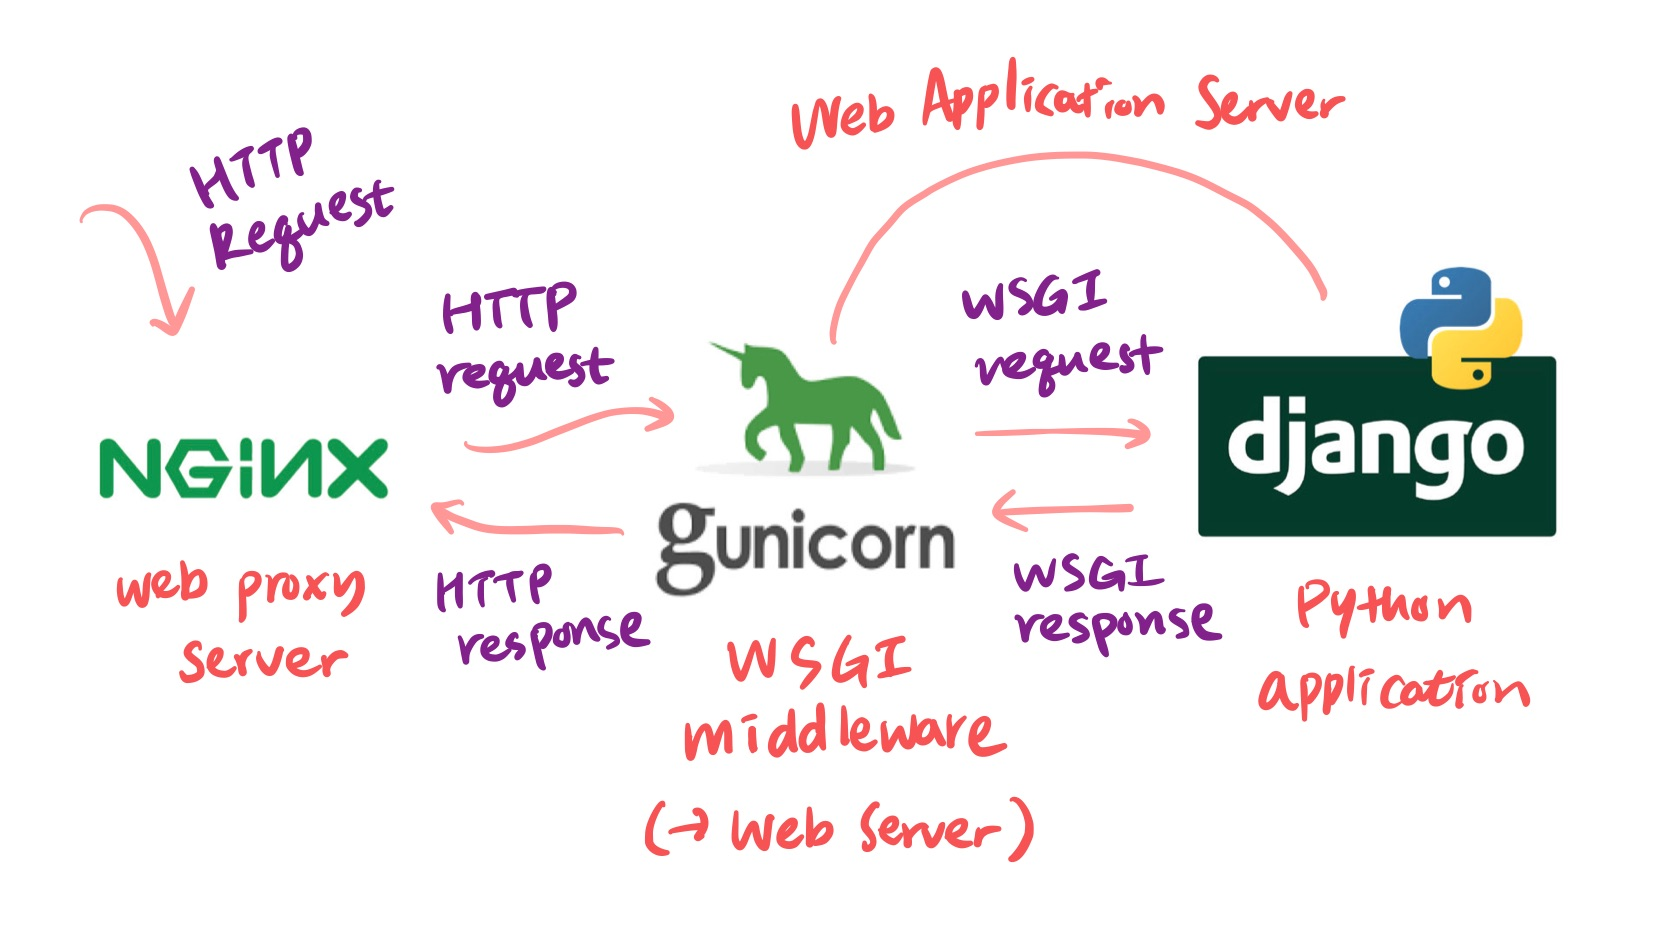 Web Application Server
HTTP
Request
HTTP
request
WSGI
request
NGINX
gunicorn
django
web proxy
server
HTTP
response
WSGI
response
WSGI
middleware
(→ Web Server)
Python
application